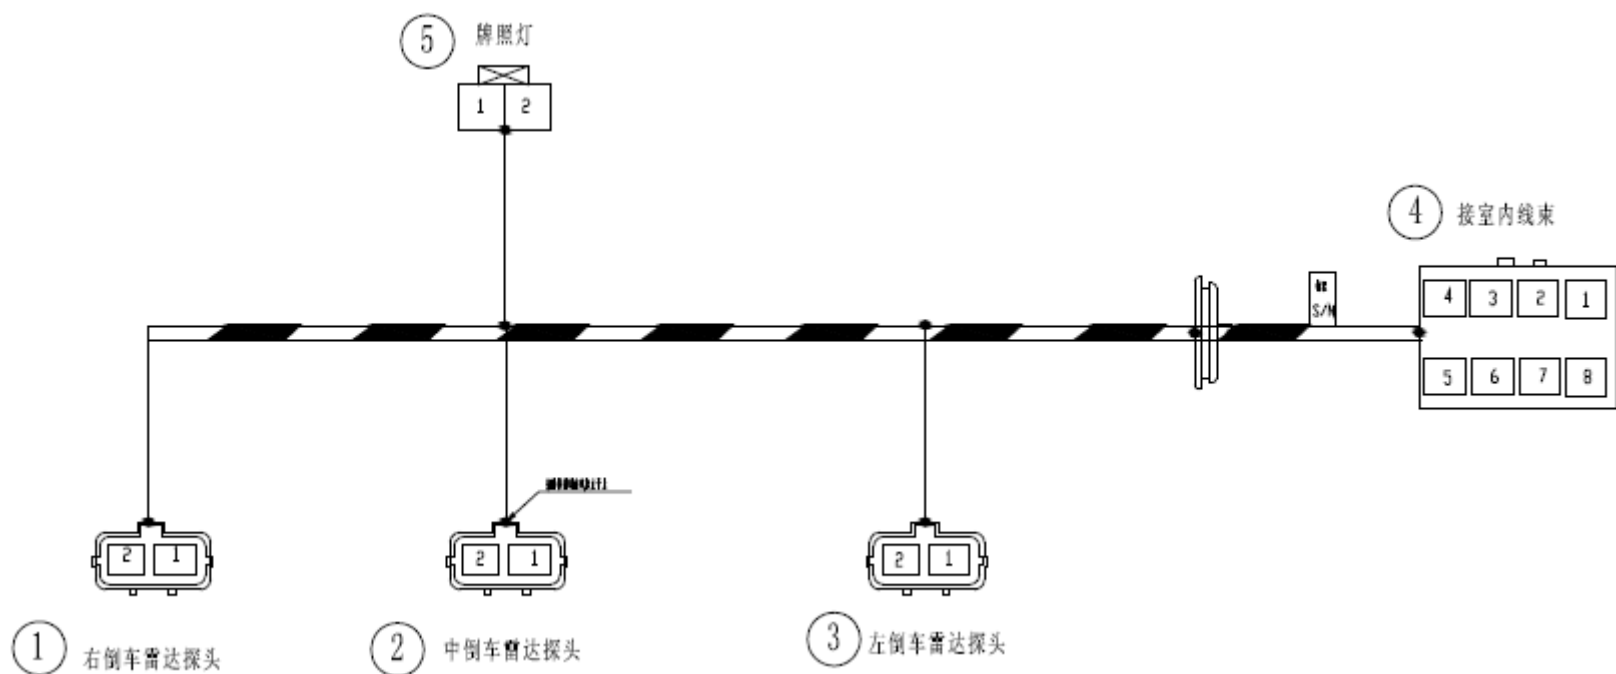 5 牌照灯
1 2
4 接室内线束
4 3 2 1
S/N
5 6 7 8
2 1
2 1
2 1
1 右倒车雷达探头
2 中倒车雷达探头
3 左倒车雷达探头